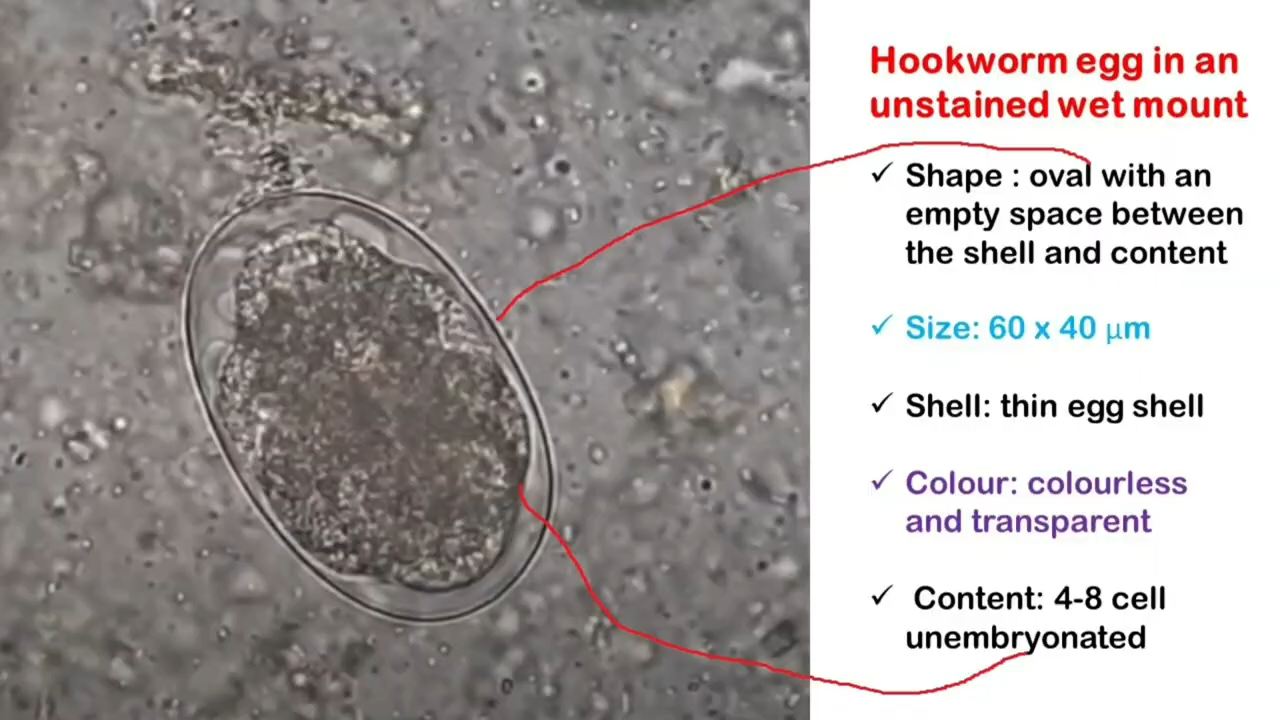 Hookworm egg in an
unstained wet mount
✓ Shape : oval with an
empty space between
the shell and content
✓ Size: 60 x 40 μm
✓ Shell: thin egg shell
✓ Colour: colourless
and transparent
✓ Content: 4-8 cell
unembryonated